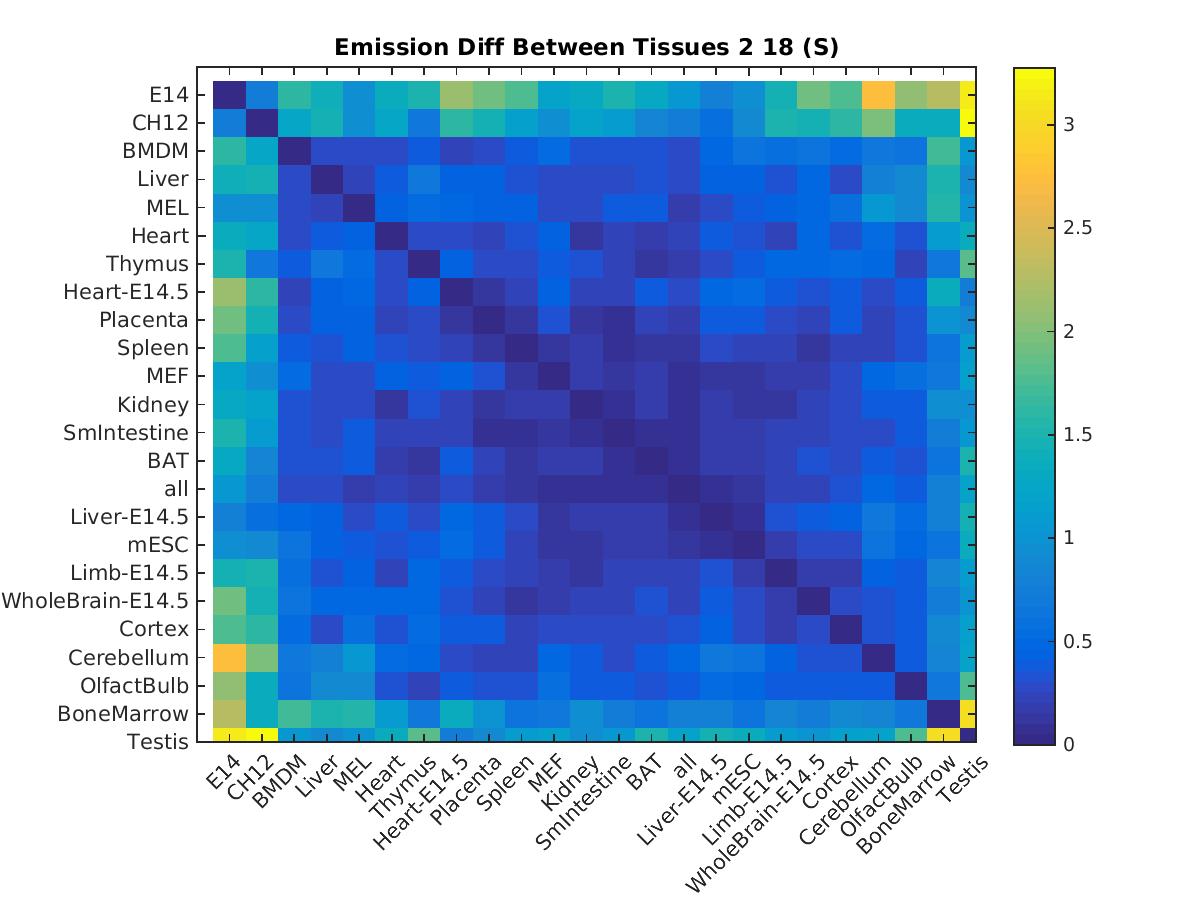 Emission Diff Between Tissues 2 18 (S)
E14
CH12
BMDM
Liver
MEL
Heart
Thymus
Heart-E14.5
Placenta
Spleen
MEF
Kidney
SmIntestine
BAT
all
Liver-E14.5
mESC
Limb-E14.5
WholeBrain-E14.5
Cortex
Cerebellum
OlfactBulb
BoneMarrow
Testis
E14
CH12
BMDM
Liver
MEL
Heart
Thymus
Heart-E14.5
Placenta
Spleen
MEF
Kidney
SmIntestine
BAT
all
Liver-E14.5
mESC
Limb-E14.5
WholeBrain-E14.5
Cortex
Cerebellum
OlfactBulb
BoneMarrow
Testis
3
2.5
2
1.5
1
0.5
0